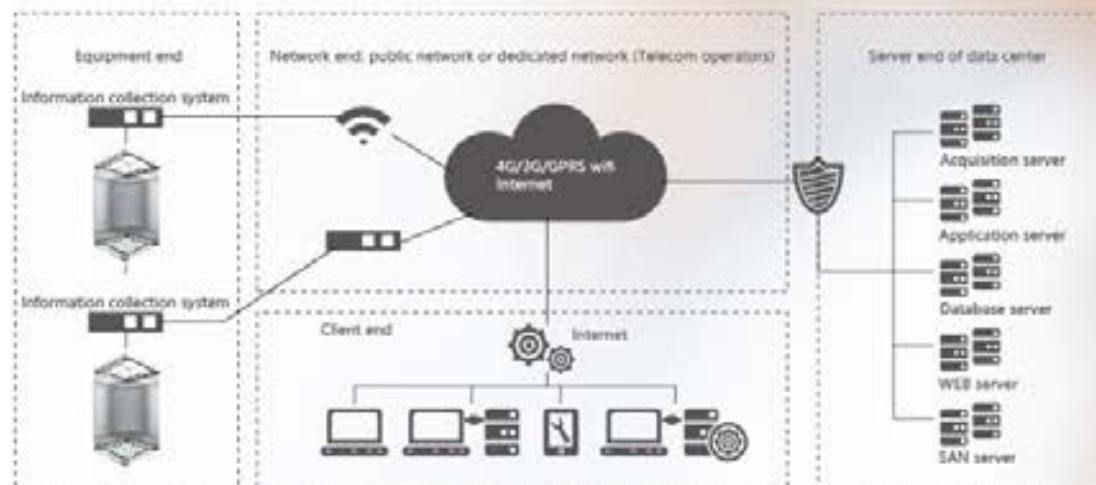 Equipment end
Network end: public network or dedicated network (Telecom operators)
Server end of data center
Information collection system
4G/3G/GPRS wifi
Internet
Acquisition server
Application server
Information collection system
Database server
Client end
Internet
WEB server
SAN server